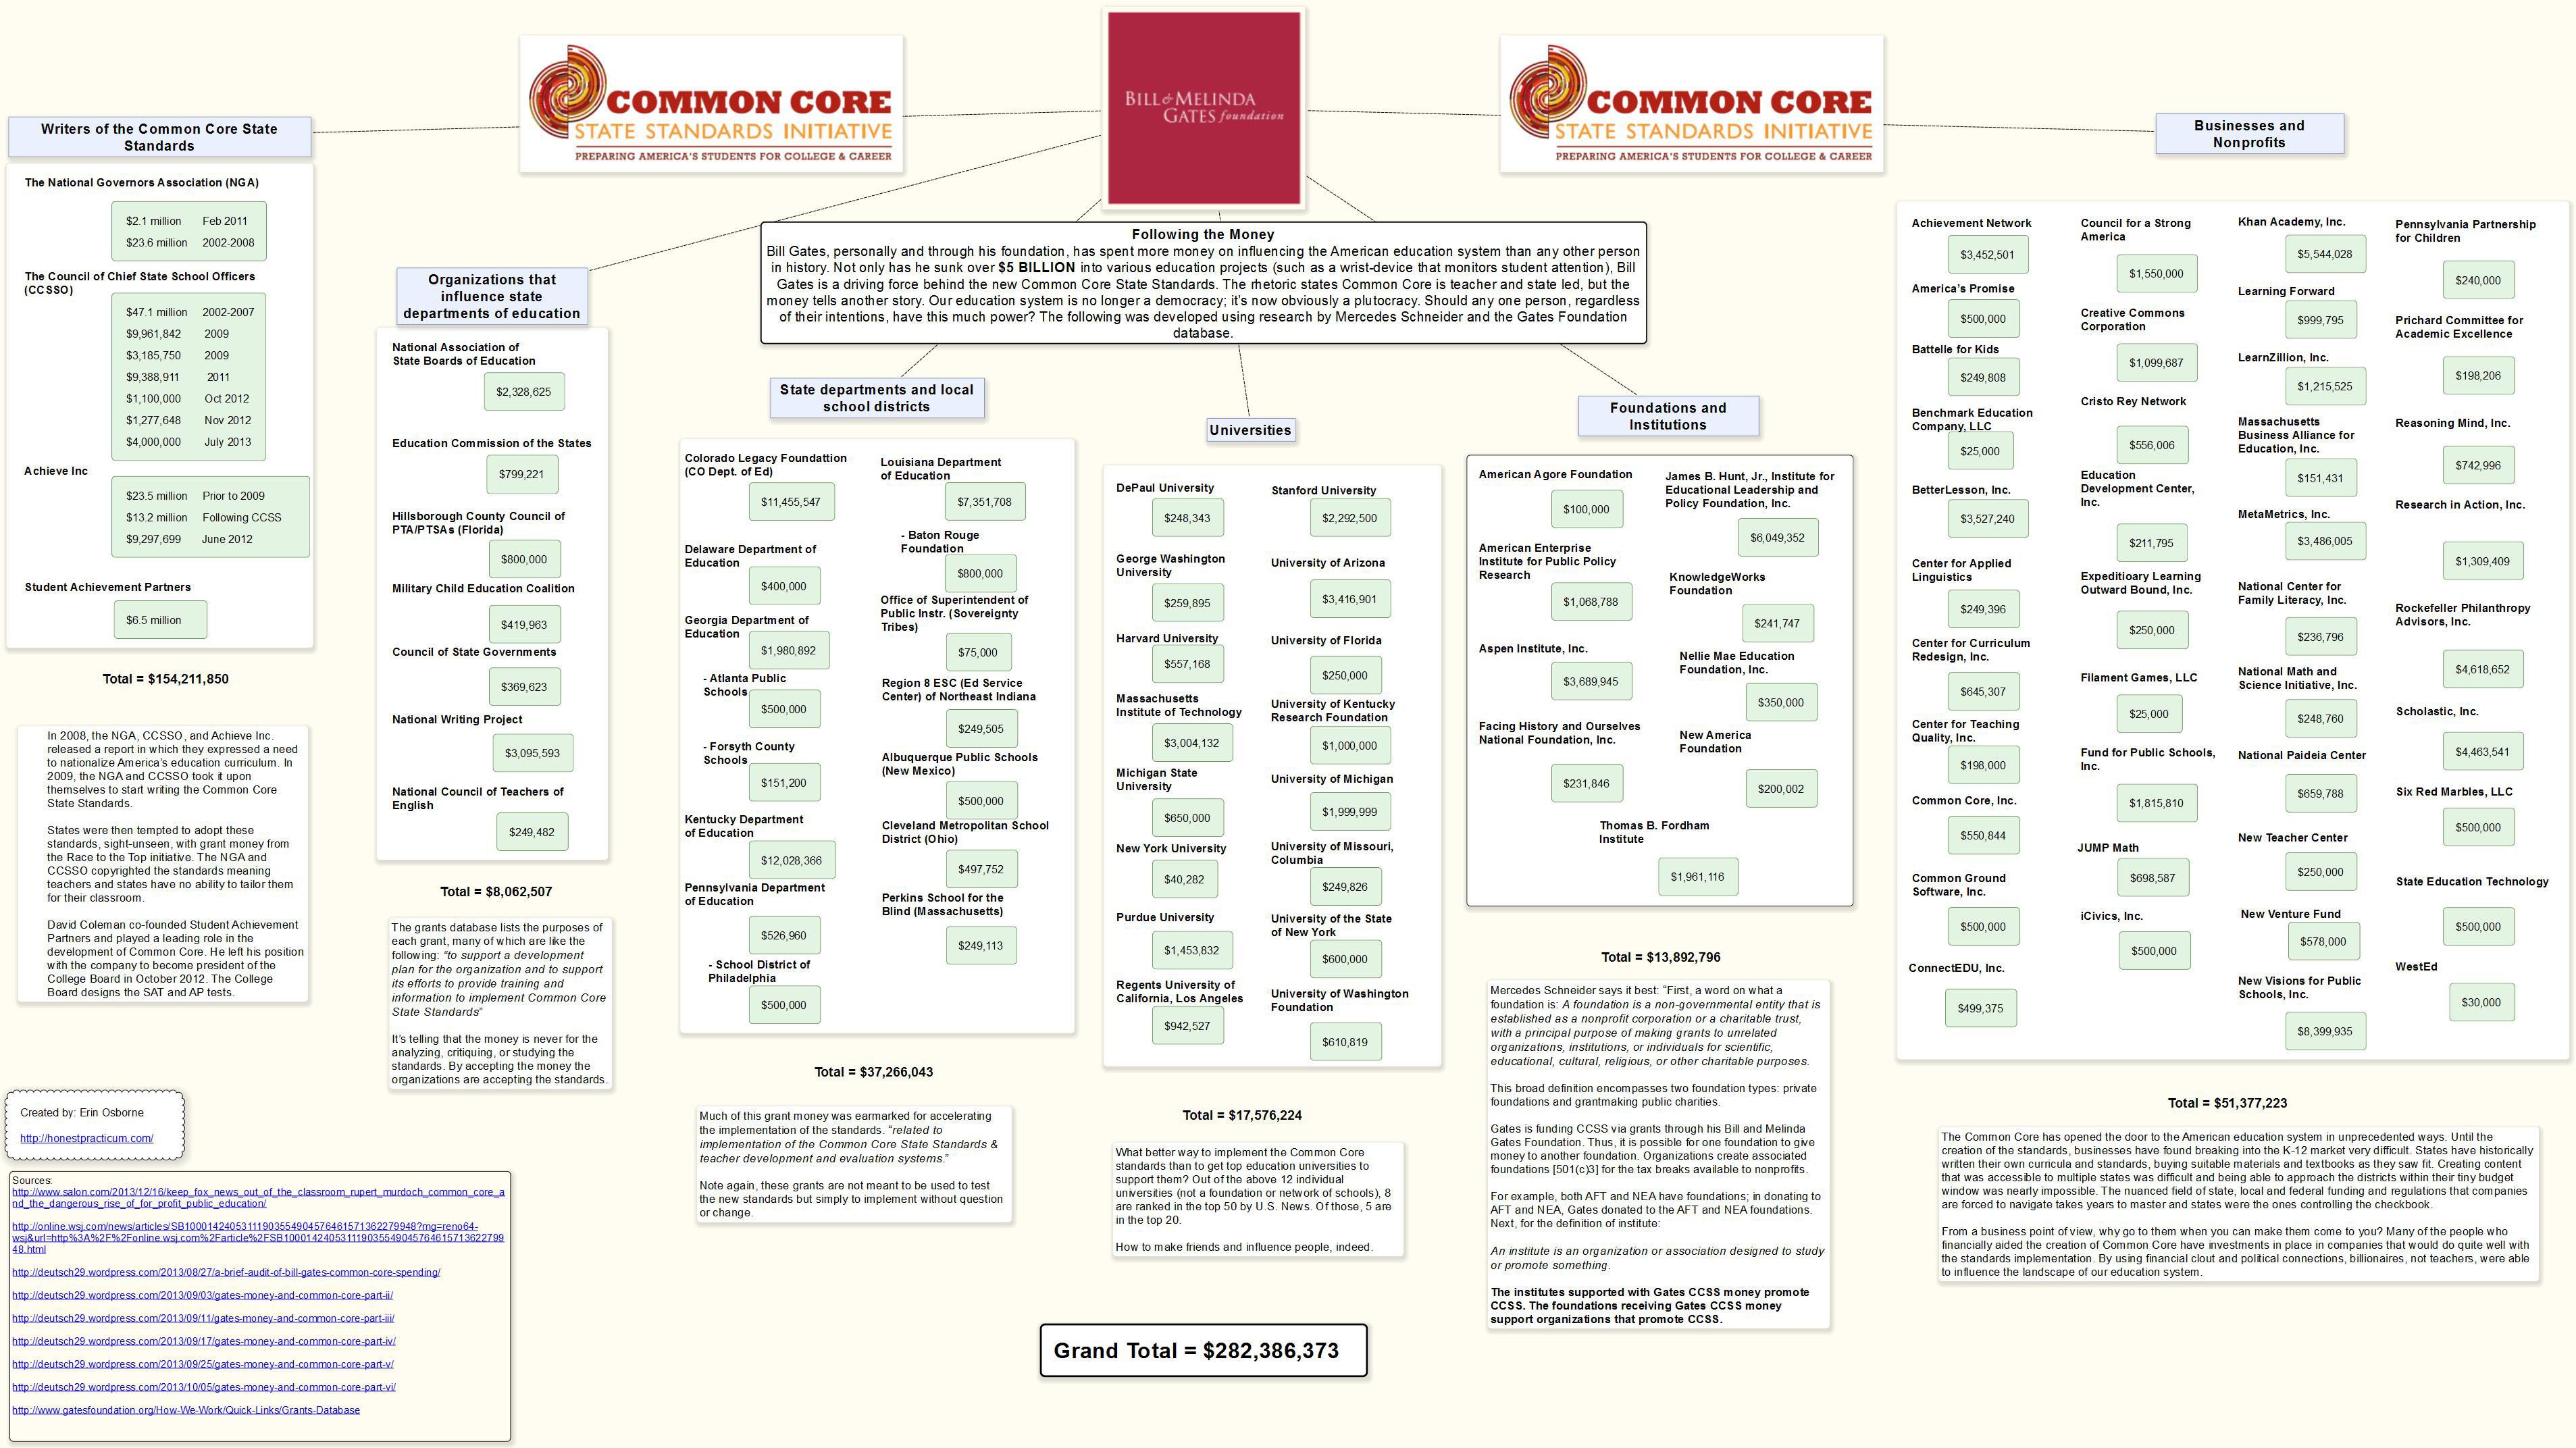 COMMON CORE
STATE STANDARDS INITIATIVE
PREPARING AMERICA'S STUDENTS FOR COLLEGE & CAREER
BILL & MELINDA
GATES foundation
COMMON CORE
STATE STANDARDS INITIATIVE
PREPARING AMERICA'S STUDENTS FOR COLLEGE & CAREER
Following the Money
Bill Gates, personally and through his foundation, has spent more money on influencing the American education system than any other person
in history. Not only has he sunk over $5 BILLION into various education projects (such as a wrist-device that monitors student attention), Bill
Gates is a driving force behind the new Common Core State Standards. The rhetoric states Common Core is teacher and state led, but the
money tells another story. Our education system is no longer a democracy; it's now obviously a plutocracy. Should any one person, regardless
of their intentions, have this much power? The following was developed using research by Mercedes Schneider and the Gates Foundation
database.
Writers of the Common Core State
Standards
The National Governors Association (NGA)
$2.1 million Feb 2011
$23.6 million 2002-2008
The Council of Chief State School Officers
(CCSSO)
$47.1 million 2002-2007
$9,961,842 2009
$3,185,750 2009
$9,388,911 2011
$1,100,000 Oct 2012
$1,277,648 Nov 2012
$4,000,000 July 2013
Achieve Inc
$23.5 million Prior to 2009
$13.2 million Following CCSS
$9,297,699 June 2012
Student Achievement Partners
$6.5 million
Total = $154,211,850
In 2008, the NGA, CCSSO, and Achieve Inc.
released a report in which they expressed a need
to nationalize America's education curriculum. In
2009, the NGA and CCSSO took it upon
themselves to start writing the Common Core
State Standards.
States were then tempted to adopt these
standards, sight-unseen, with grant money from
the Race to the Top initiative. The NGA and
CCSSO copyrighted the standards meaning
teachers and states have no ability to tailor them
for their classroom.
David Coleman co-founded Student Achievement
Partners and played a leading role in the
development of Common Core. He left his position
with the company to become president of the
College Board in October 2012. The College
Board designs the SAT and AP tests.
Created by: Erin Osborne
http://honestpracticum.com/
Sources:
http://www.salon.com/2013/12/16/keep_fox_news_out_of_the_classroom_rupert_murdoch_common_core_a
nd_the_dangerous_rise_of_for_profit_public_education/
http://online.wsj.com/news/articles/SB10001424053111903554904576461571362279948?mg=reno64-
wsj&url=http%3A%2F%2Fonline.wsj.com%2Farticle%2FSB100014240531119035549045764615713622799
48.html
http://deutsch29.wordpress.com/2013/08/27/a-brief-audit-of-bill-gates-common-core-spending/
http://deutsch29.wordpress.com/2013/09/03/gates-money-and-common-core-part-ii/
http://deutsch29.wordpress.com/2013/09/11/gates-money-and-common-core-part-iii/
http://deutsch29.wordpress.com/2013/09/17/gates-money-and-common-core-part-iv/
http://deutsch29.wordpress.com/2013/09/25/gates-money-and-common-core-part-v/
http://deutsch29.wordpress.com/2013/10/05/gates-money-and-common-core-part-vi/
http://www.gatesfoundation.org/How-We-Work/Quick-Links/Grants-Database
Organizations that
influence state
departments of education
National Association of
State Boards of Education
$2,328,625
Education Commission of the States
$799,221
Hillsborough County Council of
PTA/PTSAs (Florida)
$800,000
Military Child Education Coalition
$419,963
Council of State Governments
$369,623
National Writing Project
$3,095,593
National Council of Teachers of
English
$249,482
Total = $8,062,507
The grants database lists the purposes of
each grant, many of which are like the
following: "to support a development
plan for the organization and to support
its efforts to provide training and
information to implement Common Core
State Standards"
It's telling that the money is never for the
analyzing, critiquing, or studying the
standards. By accepting the money the
organizations are accepting the standards.
State departments and local
school districts
Colorado Legacy Foundattion
(CO Dept. of Ed)
$11,455,547
Delaware Department of
Education
$400,000
Georgia Department of
Education
$1,980,892
- Atlanta Public
Schools
$500,000
- Forsyth County
Schools
$151,200
Kentucky Department
of Education
$12,028,366
Pennsylvania Department
of Education
$526,960
- School District of
Philadelphia
$500,000
Louisiana Department
of Education
$7,351,708
- Baton Rouge
Foundation
$800,000
Office of Superintendent of
Public Instr. (Sovereignty
Tribes)
$75,000
Region 8 ESC (Ed Service
Center) of Northeast Indiana
$249,505
Albuquerque Public Schools
(New Mexico)
$500,000
Cleveland Metropolitan School
District (Ohio)
$497,752
Perkins School for the
Blind (Massachusetts)
$249,113
Total = $37,266,043
Much of this grant money was earmarked for accelerating
the implementation of the standards. "related to
implementation of the Common Core State Standards &
teacher development and evaluation systems."
Note again, these grants are not meant to be used to test
the new standards but simply to implement without question
or change.
Universities
DePaul University
$248,343
George Washington
University
$259,895
Harvard University
$557,168
Massachusetts
Institute of Technology
$3,004,132
Michigan State
University
$650,000
New York University
$40,282
Purdue University
$1,453,832
Regents University of
California, Los Angeles
$942,527
Stanford University
$2,292,500
University of Arizona
$3,416,901
University of Florida
$250,000
University of Kentucky
Research Foundation
$1,000,000
University of Michigan
$1,999,999
University of Missouri,
Columbia
$249,826
University of the State
of New York
$600,000
University of Washington
Foundation
$610,819
Total = $17,576,224
What better way to implement the Common Core
standards than to get top education universities to
support them? Out of the above 12 individual
universities (not a foundation or network of schools), 8
are ranked in the top 50 by U.S. News. Of those, 5 are
in the top 20.
How to make friends and influence people, indeed.
Grand Total = $282,386,373
Foundations and
Institutions
American Agore Foundation
$100,000
American Enterprise
Institute for Public Policy
Research
$1,068,788
Aspen Institute, Inc.
$3,689,945
Facing History and Ourselves
National Foundation, Inc.
$231,846
James B. Hunt, Jr., Institute for
Educational Leadership and
Policy Foundation, Inc.
$6,049,352
KnowledgeWorks
Foundation
$241,747
Nellie Mae Education
Foundation, Inc.
$350,000
New America
Foundation
$200,002
Thomas B. Fordham
Institute
$1,961,116
Total = $13,892,796
Mercedes Schneider says it best: "First, a word on what a
foundation is: A foundation is a non-governmental entity that is
established as a nonprofit corporation or a charitable trust,
with a principal purpose of making grants to unrelated
organizations, institutions, or individuals for scientific,
educational, cultural, religious, or other charitable purposes.
This broad definition encompasses two foundation types: private
foundations and grantmaking public charities.
Gates is funding CCSS via grants through his Bill and Melinda
Gates Foundation. Thus, it is possible for one foundation to give
money to another foundation. Organizations create associated
foundations [501(c)3] for the tax breaks available to nonprofits.
For example, both AFT and NEA have foundations; in donating to
AFT and NEA, Gates donated to the AFT and NEA foundations.
Next, for the definition of institute:
An institute is an organization or association designed to study
or promote something.
The institutes supported with Gates CCSS money promote
CCSS. The foundations receiving Gates CCSS money
support organizations that promote CCSS.
Businesses and
Nonprofits
Achievement Network
$3,452,501
America's Promise
$500,000
Battelle for Kids
$249,808
Benchmark Education
Company, LLC
$25,000
BetterLesson, Inc.
$3,527,240
Center for Applied
Linguistics
$249,396
Center for Curriculum
Redesign, Inc.
$645,307
Center for Teaching
Quality, Inc.
$198,000
Common Core, Inc.
$550,844
Common Ground
Software, Inc.
$500,000
ConnectEDU, Inc.
$499,375
Council for a Strong
America
$1,550,000
Creative Commons
Corporation
$1,099,687
Cristo Rey Network
$556,006
Education
Development Center,
Inc.
$211,795
Expeditioary Learning
Outward Bound, Inc.
$250,000
Filament Games, LLC
$25,000
Fund for Public Schools,
Inc.
$1,815,810
JUMP Math
$698,587
iCivics, Inc.
$500,000
Khan Academy, Inc.
$5,544,028
Learning Forward
$999,795
LearnZillion, Inc.
$1,215,525
Massachusetts
Business Alliance for
Education, Inc.
$151,431
MetaMetrics, Inc.
$3,486,005
National Center for
Family Literacy, Inc.
$236,796
National Math and
Science Initiative, Inc.
$248,760
National Paideia Center
$659,788
New Teacher Center
$250,000
New Venture Fund
$578,000
New Visions for Public
Schools, Inc.
$8,399,935
Pennsylvania Partnership
for Children
$240,000
Prichard Committee for
Academic Excellence
$198,206
Reasoning Mind, Inc.
$742,996
Research in Action, Inc.
$1,309,409
Rockefeller Philanthropy
Advisors, Inc.
$4,618,652
Scholastic, Inc.
$4,463,541
Six Red Marbles, LLC
$500,000
State Education Technology
$500,000
WestEd
$30,000
Total = $51,377,223
The Common Core has opened the door to the American education system in unprecedented ways. Until the
creation of the standards, businesses have found breaking into the K-12 market very difficult. States have historically
written their own curricula and standards, buying suitable materials and textbooks as they saw fit. Creating content
that was accessible to multiple states was difficult and being able to approach the districts within their tiny budget
window was nearly impossible. The nuanced field of state, local and federal funding and regulations that companies
are forced to navigate takes years to master and states were the ones controlling the checkbook.
From a business point of view, why go to them when you can make them come to you? Many of the people who
financially aided the creation of Common Core have investments in place in companies that would do quite well with
the standards implementation. By using financial clout and political connections, billionaires, not teachers, were able
to influence the landscape of our education system.